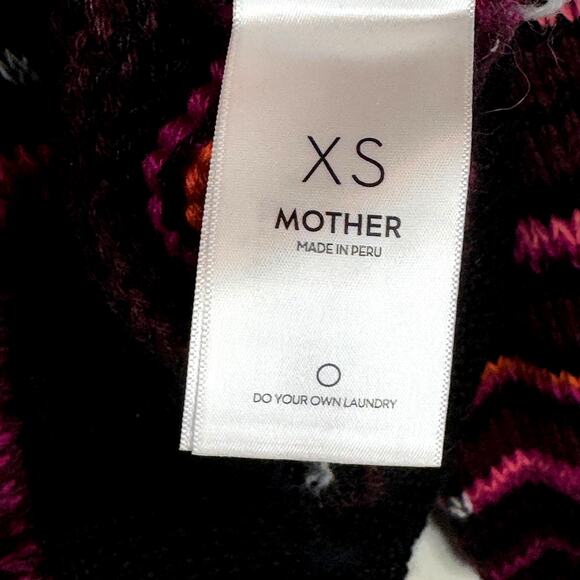 XS
MOTHER
MADE IN PERU
DO YOUR OWN LAUNDRY